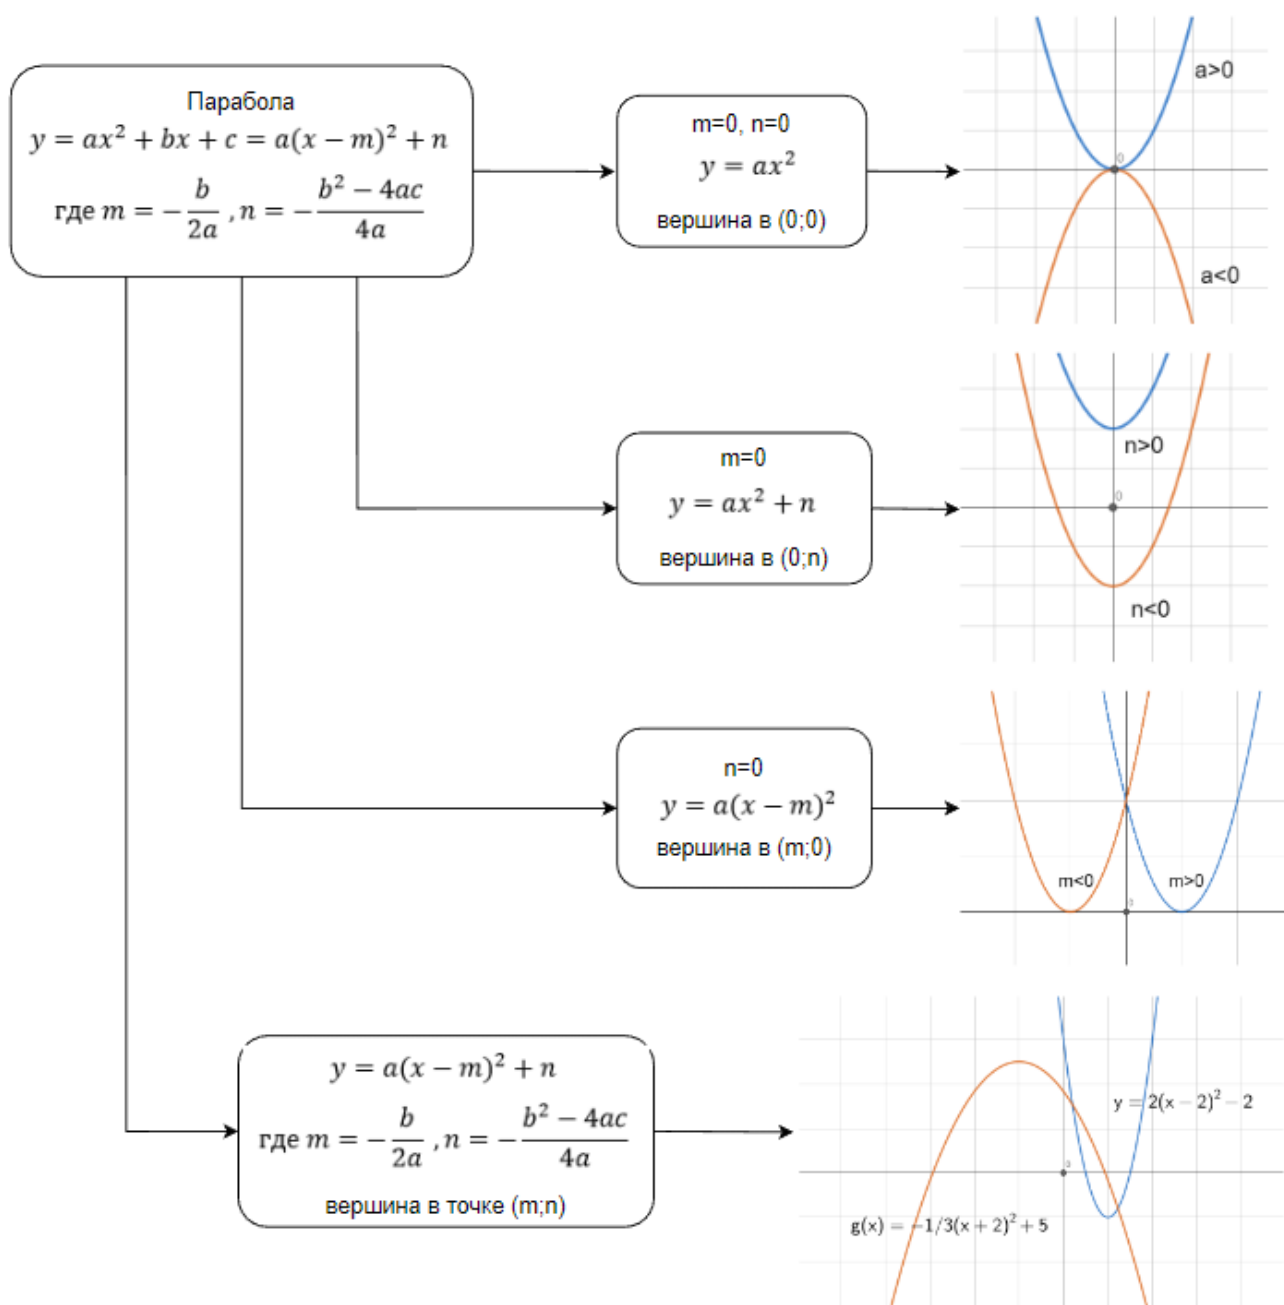 Парабола
y = ax² + bx + c = a(x − m)² + n
где m = −b/2a , n = −(b² − 4ac)/4a
m=0, n=0
y = ax²
вершина в (0;0)
a>0
0
a<0
m=0
y = ax² + n
вершина в (0;n)
n>0
0
n<0
n=0
y = a(x − m)²
вершина в (m;0)
m<0
m>0
y = a(x − m)² + n
где m = −b/2a , n = −(b² − 4ac)/4a
вершина в точке (m;n)
y = 2(x − 2)² − 2
g(x) = −1/3(x + 2)² + 5